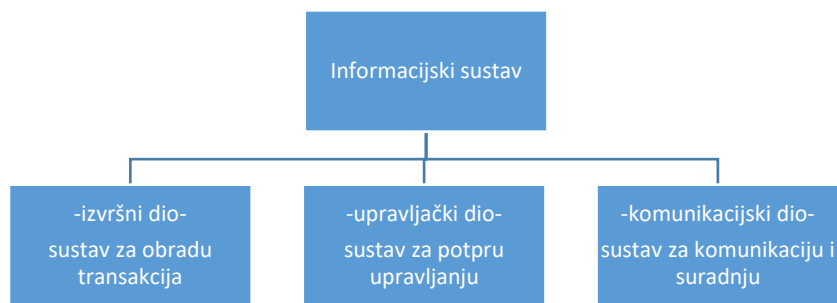 Informacijski sustav
-izvršni dio-
sustav za obradu
transakcija
-upravljački dio-
sustav za potpru
upravljanju
-komunikacijski dio-
sustav za komunikaciju i
suradnju